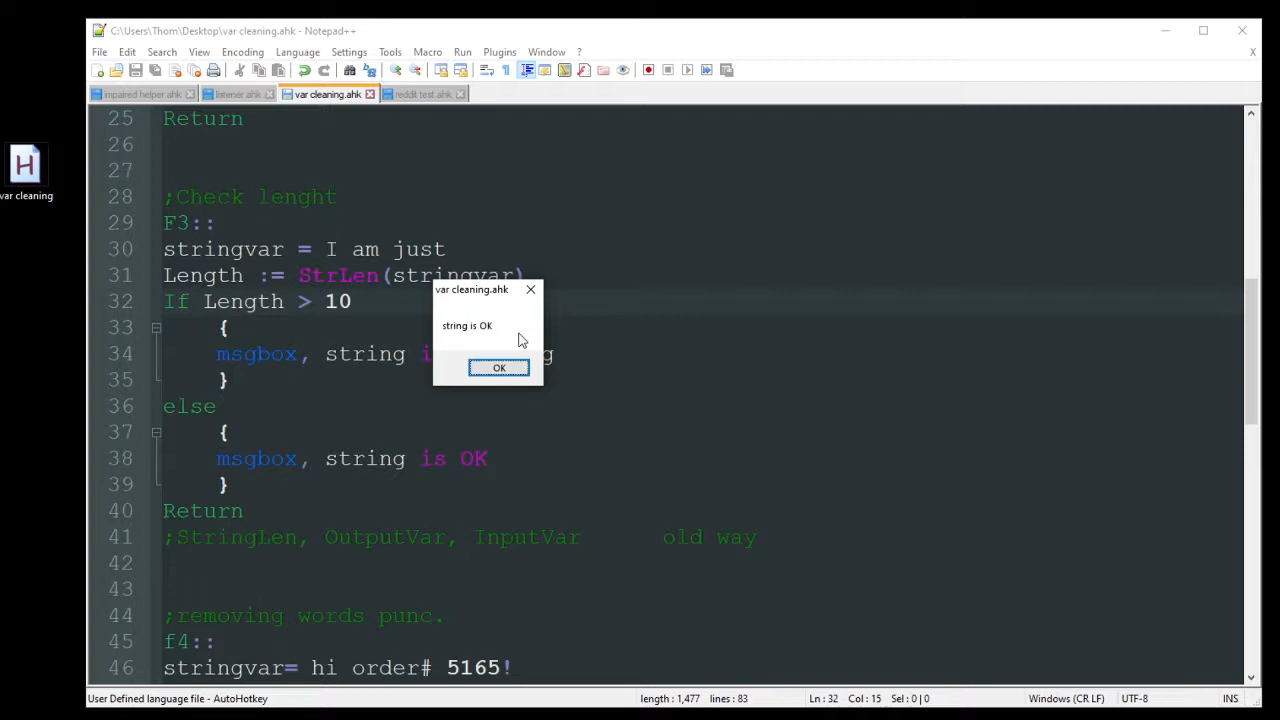 C:\Users\Thom\Desktop\var cleaning.ahk - Notepad++
File Edit Search View Encoding Language Settings Tools Macro Run Plugins Window ? X
inpaired helper.ahk listener.ahk var cleaning.ahk reddit test.ahk
var cleaning
25 Return
26
27
28 ;Check lenght
29 F3::
30 stringvar = I am just
31 Length := StrLen(stringvar)
32 If Length > 10
33 {
34 msgbox, string i g
35 }
36 else
37 {
38 msgbox, string is OK
39 }
40 Return
41 ;StringLen, OutputVar, InputVar old way
42
43
44 ;removing words punc.
45 f4::
46 stringvar= hi order# 5165!
var cleaning.ahk
string is OK
OK
User Defined language file - AutoHotkey length : 1,477 lines : 83 Ln : 32 Col : 15 Sel : 0 | 0 Windows (CR LF) UTF-8 INS